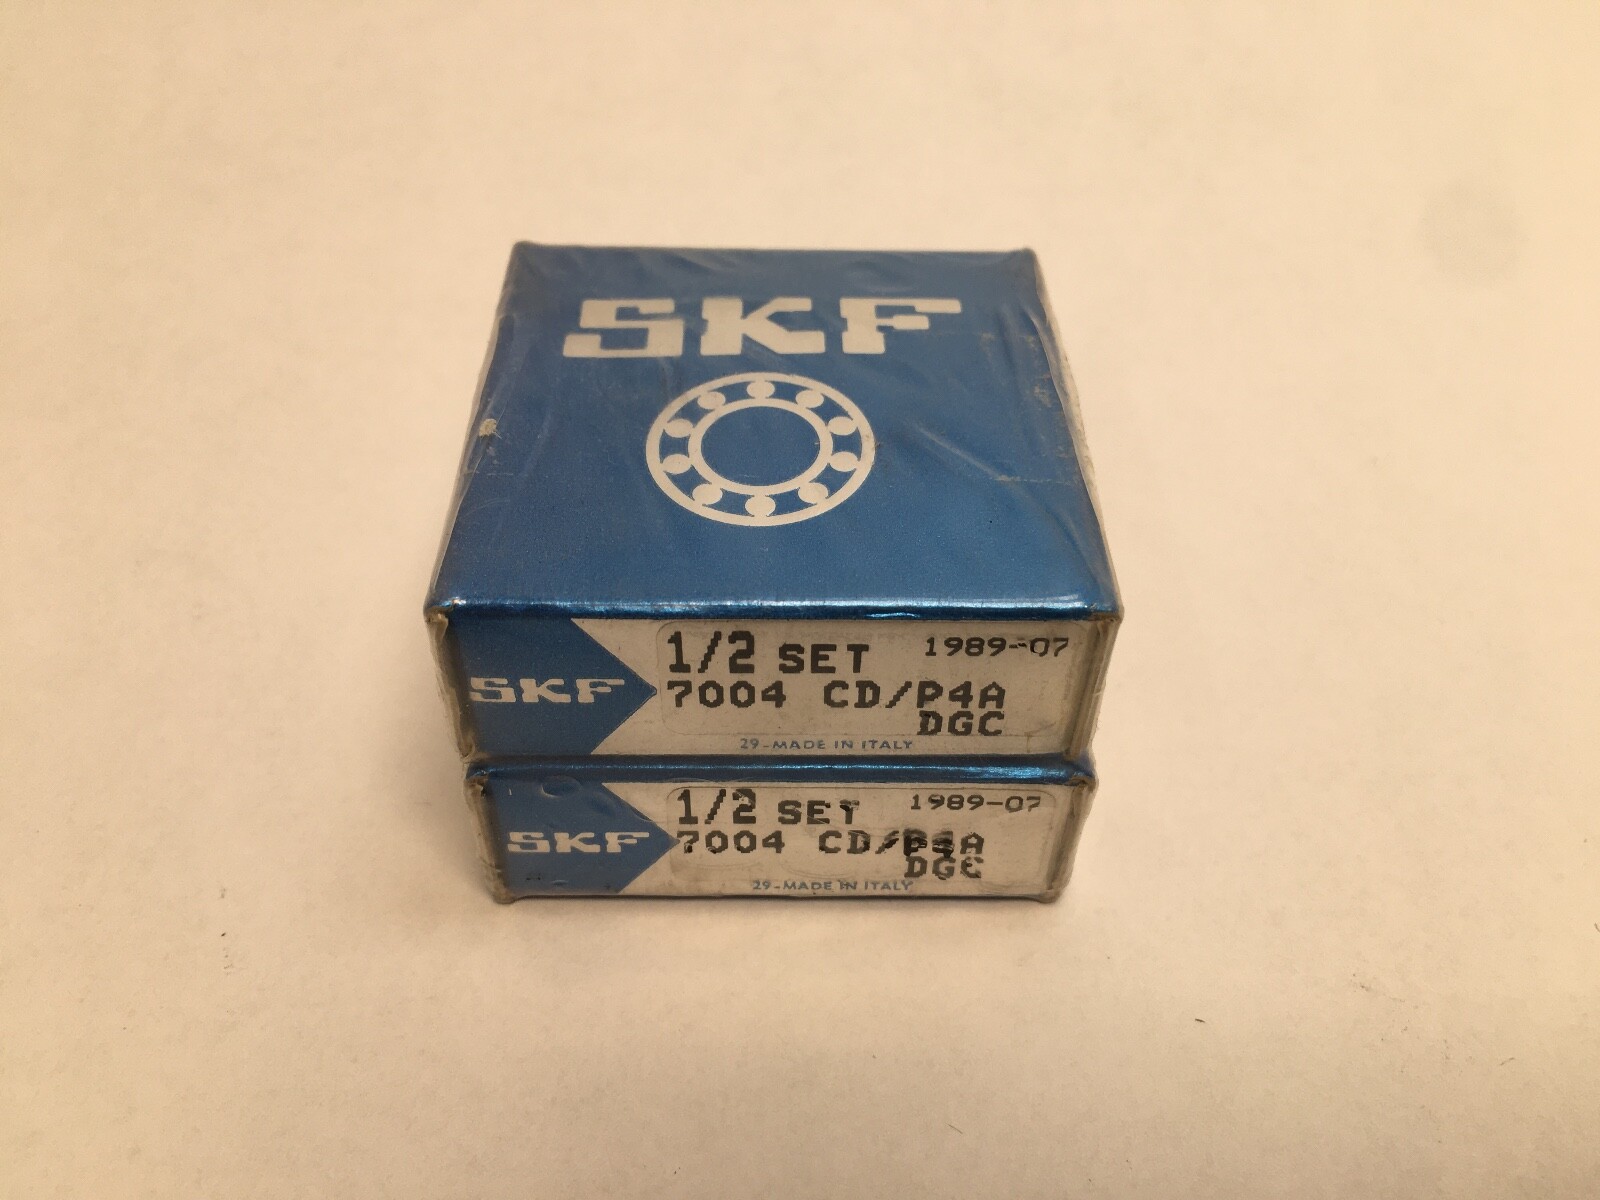 SKF
1/2 SET 1989-07
SKF 7004 CD/P4A
DGC
29-MADE IN ITALY
1/2 SET 1989-07
SKF 7004 CD/P4A
DGC
29-MADE IN ITALY